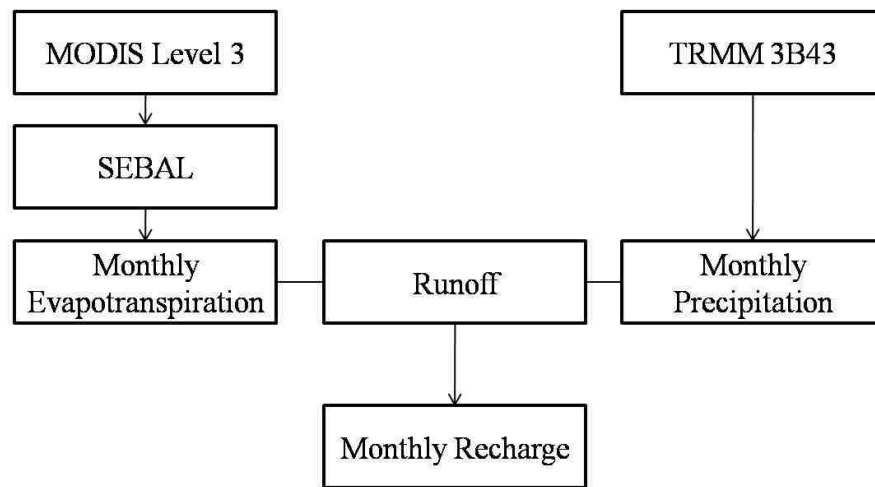 MODIS Level 3
TRMM 3B43
SEBAL
Monthly
Evapotranspiration
Runoff
Monthly
Precipitation
Monthly Recharge